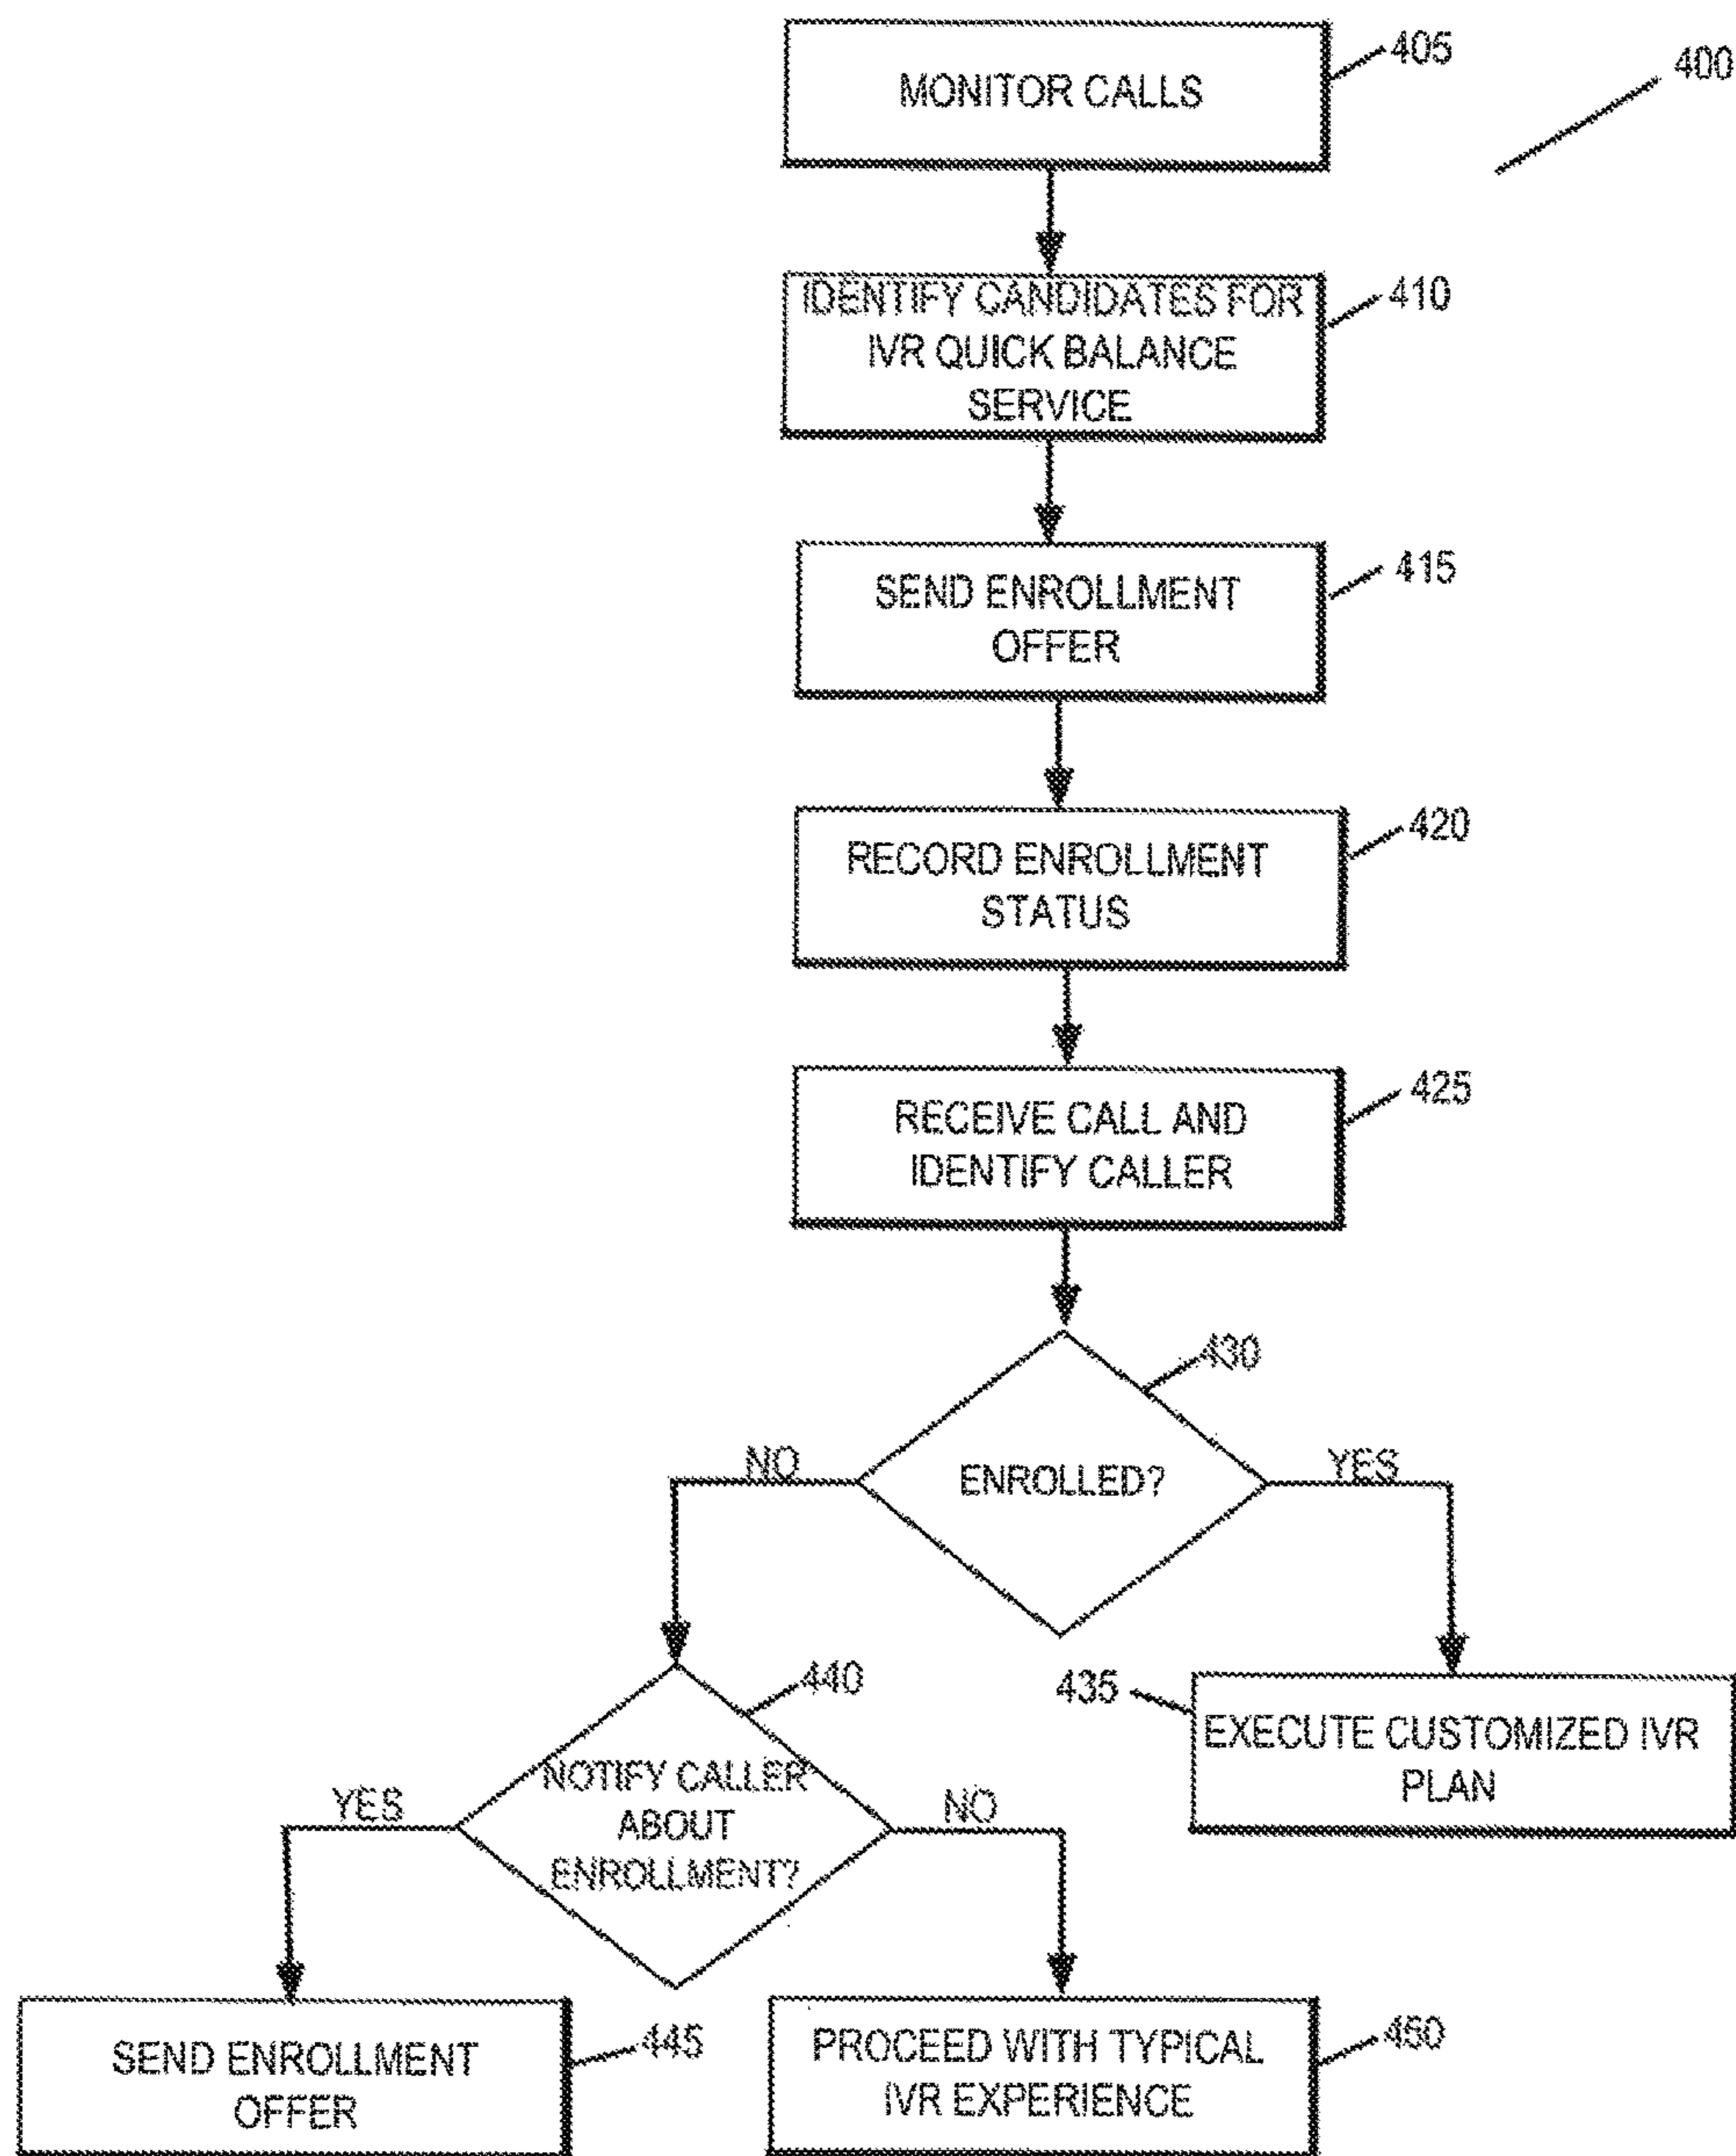 MONITOR CALLS
405
400
IDENTIFY CANDIDATES FOR
IVR QUICK BALANCE
SERVICE
410
SEND ENROLLMENT
OFFER
415
RECORD ENROLLMENT
STATUS
420
RECEIVE CALL AND
IDENTIFY CALLER
425
430
ENROLLED?
NO
YES
440
NOTIFY CALLER
ABOUT
ENROLLMENT?
YES
NO
435
EXECUTE CUSTOMIZED IVR
PLAN
SEND ENROLLMENT
OFFER
445
PROCEED WITH TYPICAL
IVR EXPERIENCE
450